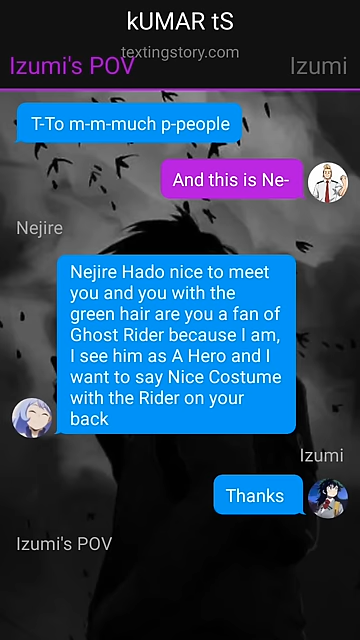 kUMAR tS
textingstory.com
Izumi's POV
Izumi
T-To m-m-much p-people
And this is Ne-
Nejire
Nejire Hado nice to meet
you and you with the
green hair are you a fan of
Ghost Rider because I am,
I see him as A Hero and I
want to say Nice Costume
with the Rider on your
back
Izumi
Thanks
Izumi's POV